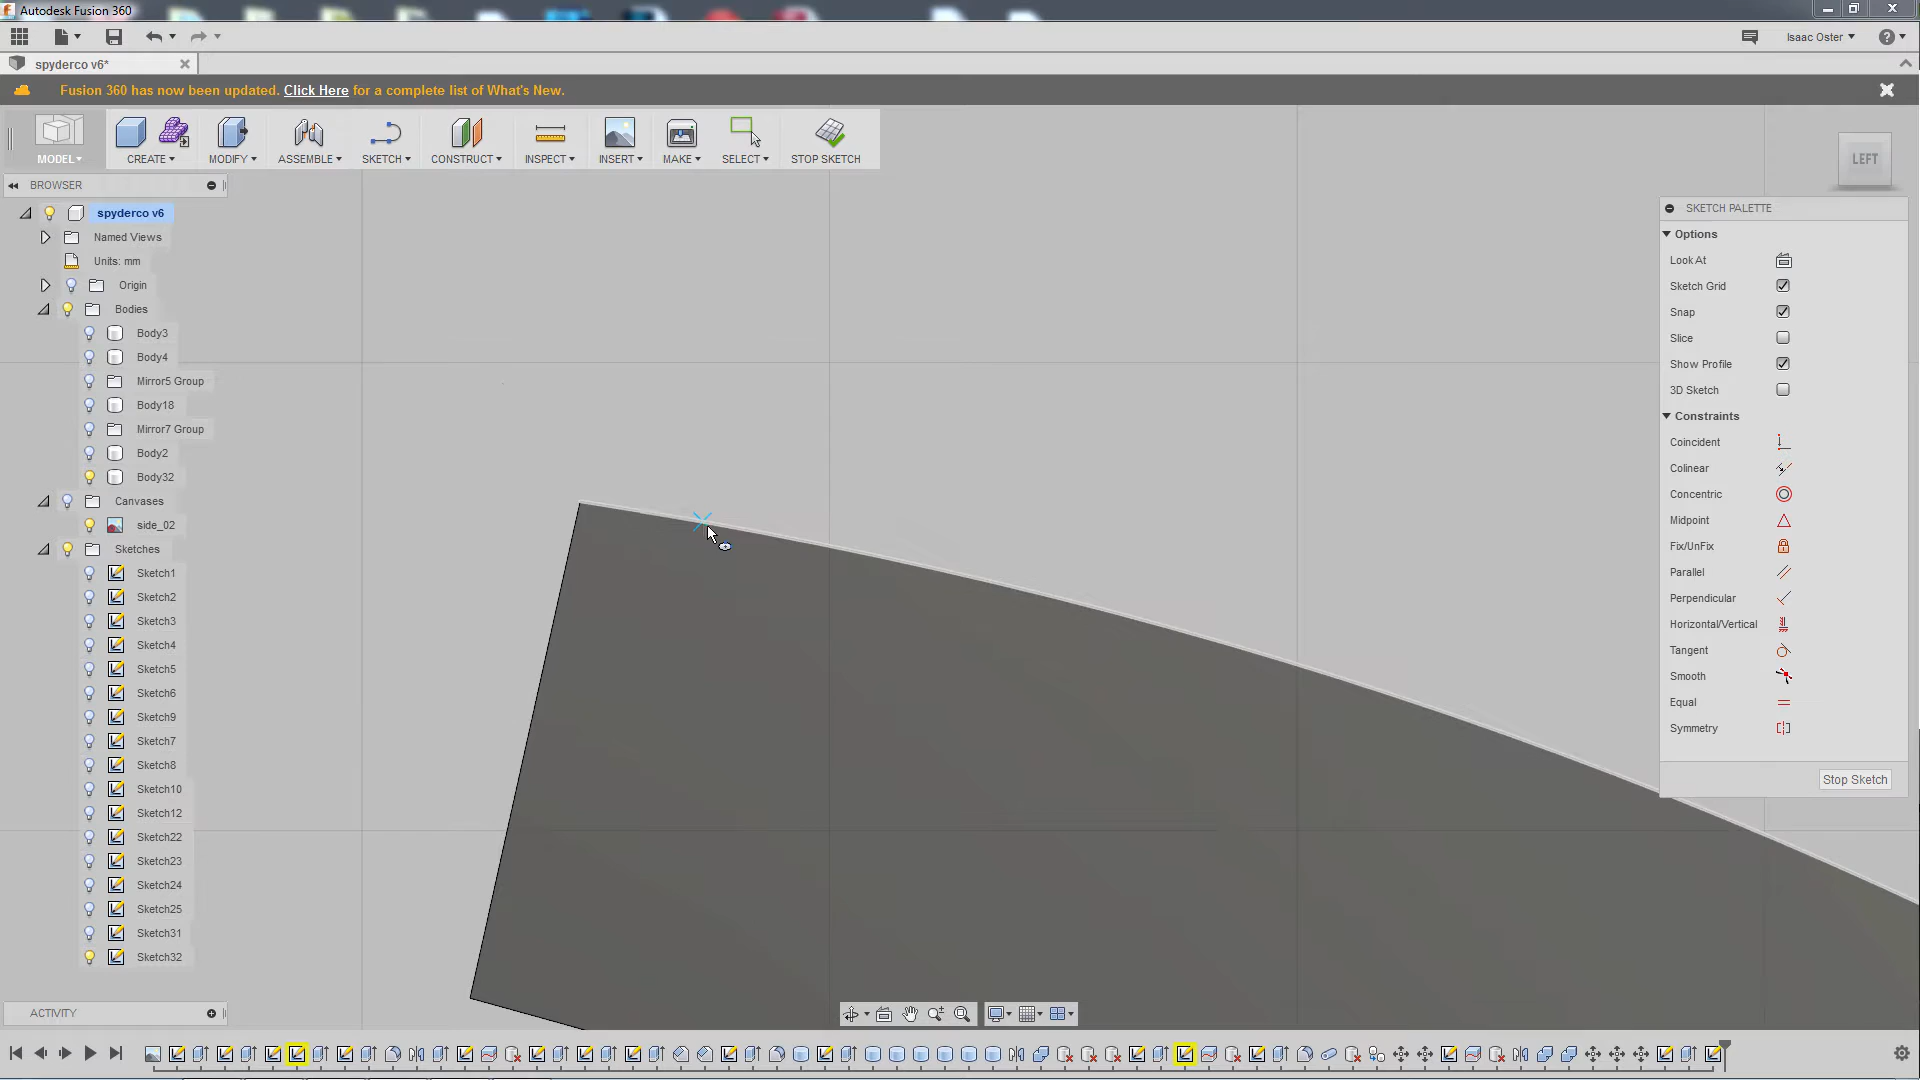 Autodesk Fusion 360
Isaac Oster
spyderco v6*
Fusion 360 has now been updated. Click Here for a complete list of What's New.
MODEL
CREATE
MODIFY
ASSEMBLE
SKETCH
CONSTRUCT
INSPECT
INSERT
MAKE
SELECT
STOP SKETCH
LEFT
BROWSER
spyderco v6
Named Views
Units: mm
Origin
Bodies
Body3
Body4
Mirror5 Group
Body18
Mirror7 Group
Body2
Body32
Canvases
side_02
Sketches
Sketch1
Sketch2
Sketch3
Sketch4
Sketch5
Sketch6
Sketch9
Sketch7
Sketch8
Sketch10
Sketch12
Sketch22
Sketch23
Sketch24
Sketch25
Sketch31
Sketch32
SKETCH PALETTE
Options
Look At
Sketch Grid
Snap
Slice
Show Profile
3D Sketch
Constraints
Coincident
Colinear
Concentric
Midpoint
Fix/UnFix
Parallel
Perpendicular
Horizontal/Vertical
Tangent
Smooth
Equal
Symmetry
Stop Sketch
ACTIVITY